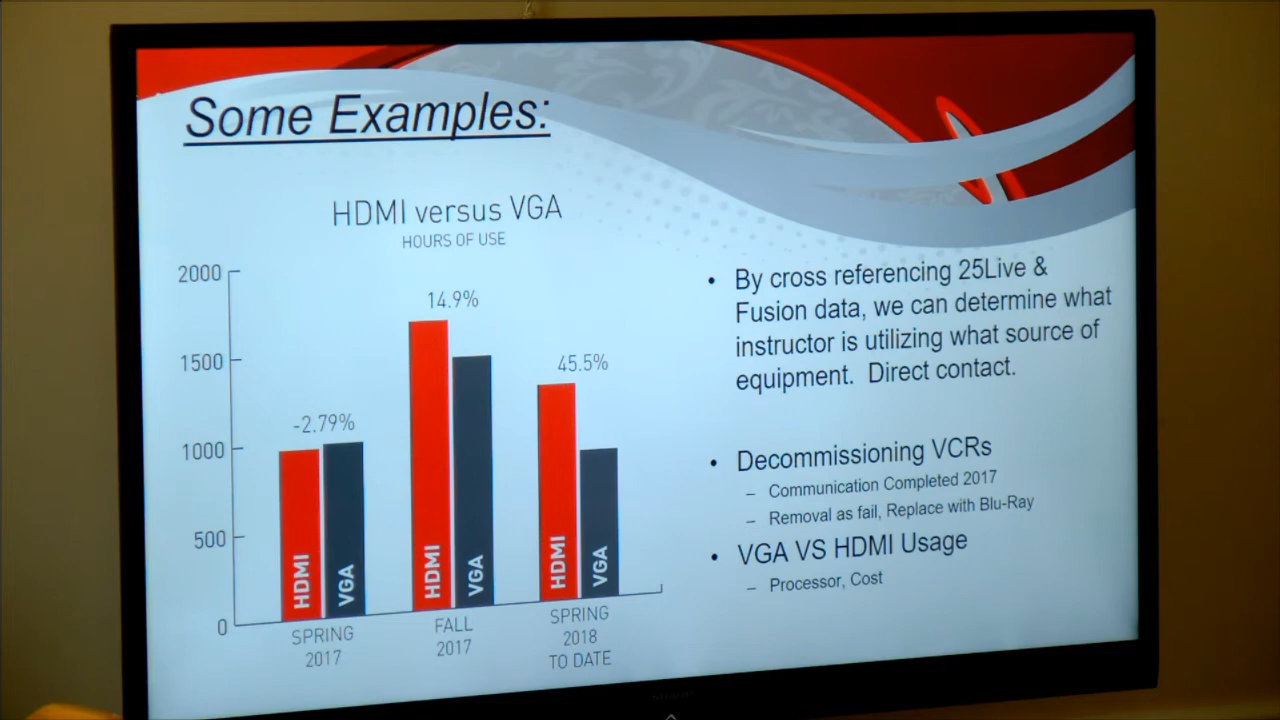 Some Examples:
HDMI versus VGA
HOURS OF USE
2000
1500
1000
500
0
-2.79%
14.9%
45.5%
HDMI
VGA
HDMI
VGA
HDMI
VGA
SPRING
2017
FALL
2017
SPRING
2018
TO DATE
• By cross referencing 25Live &
Fusion data, we can determine what
instructor is utilizing what source of
equipment. Direct contact.
• Decommissioning VCRs
– Communication Completed 2017
– Removal as fail, Replace with Blu-Ray
• VGA VS HDMI Usage
– Processor, Cost